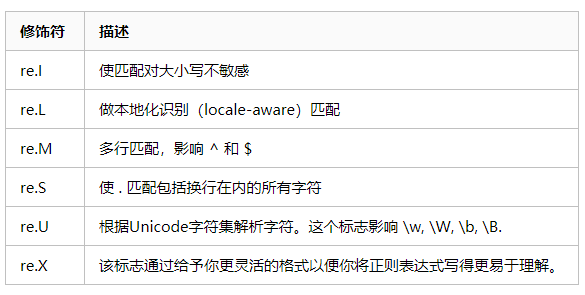 修饰符 描述
re.I 使匹配对大小写不敏感
re.L 做本地化识别（locale-aware）匹配
re.M 多行匹配，影响 ^ 和 $
re.S 使 . 匹配包括换行在内的所有字符
re.U 根据Unicode字符集解析字符。这个标志影响 \w, \W, \b, \B.
re.X 该标志通过给予你更灵活的格式以便你将正则表达式写得更易于理解。